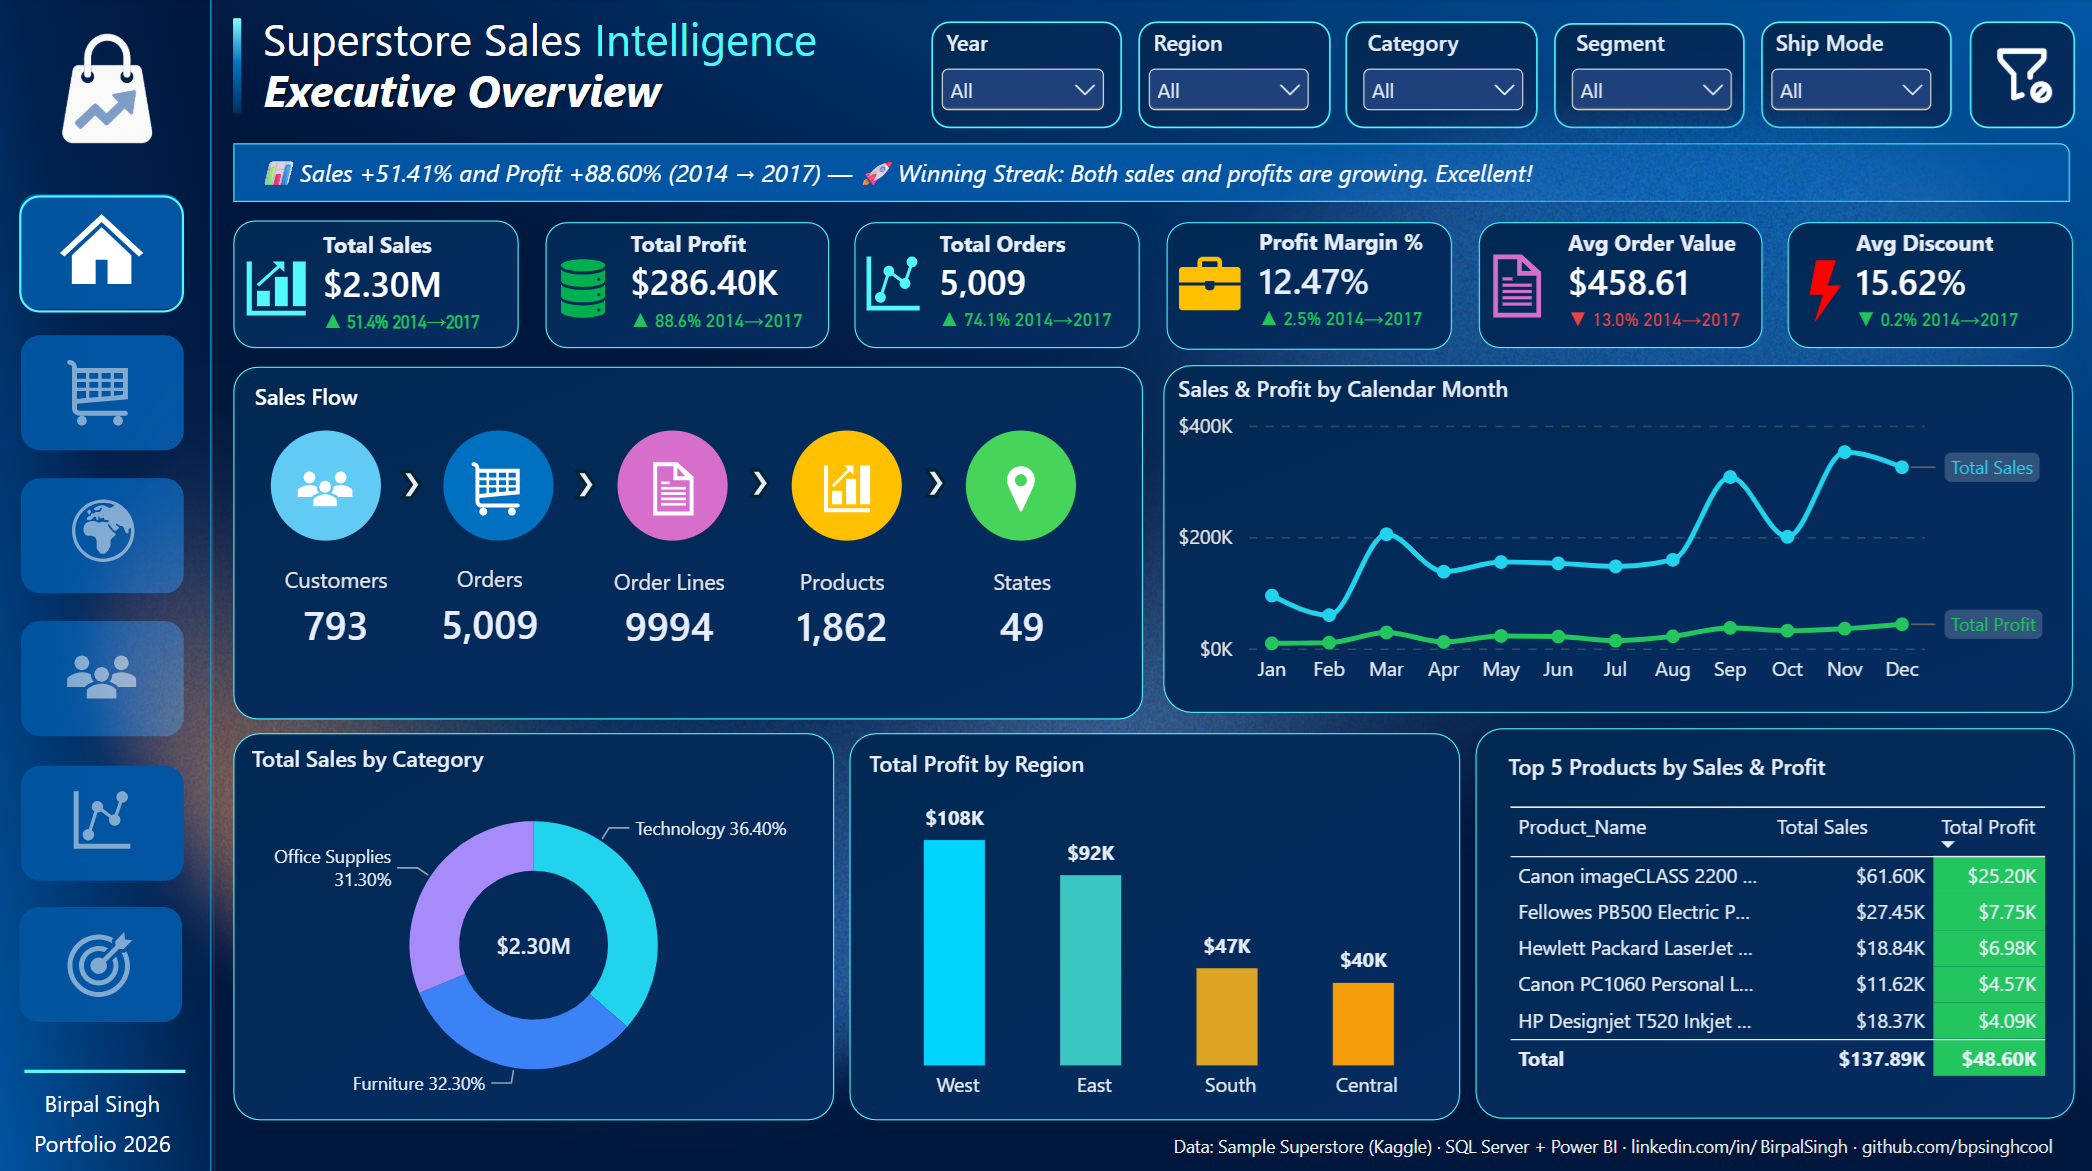 Superstore Sales Intelligence
Executive Overview
Year
All
Region
All
Category
All
Segment
All
Ship Mode
All
Sales +51.41% and Profit +88.60% (2014 → 2017) — 🚀 Winning Streak: Both sales and profits are growing. Excellent!
Total Sales
$2.30M
▲ 51.4% 2014→2017
Total Profit
$286.40K
▲ 88.6% 2014→2017
Total Orders
5,009
▲ 74.1% 2014→2017
Profit Margin %
12.47%
▲ 2.5% 2014→2017
Avg Order Value
$458.61
▼ 13.0% 2014→2017
Avg Discount
15.62%
▼ 0.2% 2014→2017
Sales Flow
Customers
793
Orders
5,009
Order Lines
9994
Products
1,862
States
49
Sales & Profit by Calendar Month
$400K
$200K
$0K
Total Sales
Total Profit
Jan Feb Mar Apr May Jun Jul Aug Sep Oct Nov Dec
Total Sales by Category
Technology 36.40%
Office Supplies
31.30%
$2.30M
Furniture 32.30%
Total Profit by Region
$108K
$92K
$47K
$40K
West East South Central
Top 5 Products by Sales & Profit
Product_Name Total Sales Total Profit
Canon imageCLASS 2200 ... $61.60K $25.20K
Fellowes PB500 Electric P... $27.45K $7.75K
Hewlett Packard LaserJet ... $18.84K $6.98K
Canon PC1060 Personal L... $11.62K $4.57K
HP Designjet T520 Inkjet ... $18.37K $4.09K
Total $137.89K $48.60K
Birpal Singh
Portfolio 2026
Data: Sample Superstore (Kaggle) · SQL Server + Power BI · linkedin.com/in/ BirpalSingh · github.com/bpsinghcool